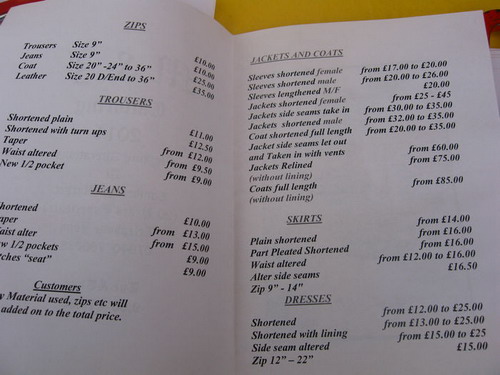 ZIPS
Trousers Size 9" £10.00
Jeans Size 9" £10.00
Coat Size 20" -24" to 36" £25.00
Leather Size 20 D/End to 36" £35.00
TROUSERS
Shortened plain £11.00
Shortened with turn ups £12.50
Taper from £12.00
Waist altered from £9.50
New 1/2 pocket from £9.00
JEANS
hortened £10.00
aper from £13.00
aist alter from £15.00
w 1/2 pockets £9.00
tches "seat" £9.00
Customers
Material used, zips etc will
added on to the total price.
JACKETS AND COATS
Sleeves shortened female from £17.00 to £20.00
Sleeves shortened male from £20.00 to £26.00
Sleeves lengthened M/F £20.00
Jackets shortened female from £25 - £45
Jackets side seams take in from £30.00 to £35.00
Jackets shortened male from £32.00 to £35.00
Coat shortened full length from £20.00 to £35.00
Jacket side seams let out
and Taken in with vents from £60.00
Jackets Relined from £75.00
(without lining)
Coats full length from £85.00
(without lining)
SKIRTS
Plain shortened from £14.00
Part Pleated Shortened from £16.00
Waist altered from £16.00
Alter side seams from £12.00 to £16.00
Zip 9" - 14" £16.50
DRESSES
Shortened from £12.00 to £25.00
Shortened with lining from £13.00 to £25.00
Side seam altered from £15.00 to £25
Zip 12" – 22" £15.00